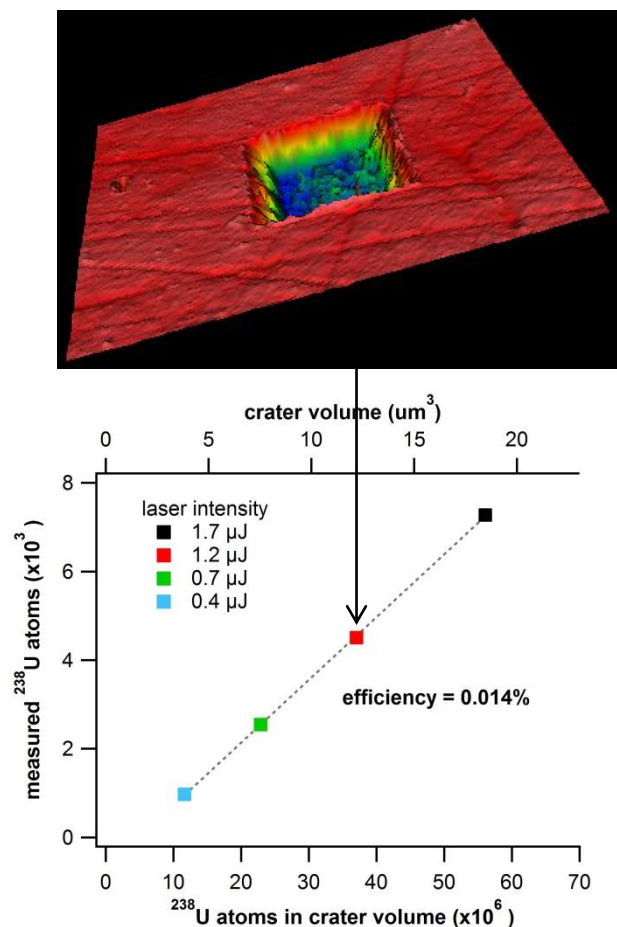 crater volume (um³)
0 5 10 15 20
8
6
4
2
0
measured ²³⁸U atoms (x10³)
laser intensity
1.7 µJ
1.2 µJ
0.7 µJ
0.4 µJ
efficiency = 0.014%
0 10 20 30 40 50 60 70
²³⁸U atoms in crater volume (x10⁶)